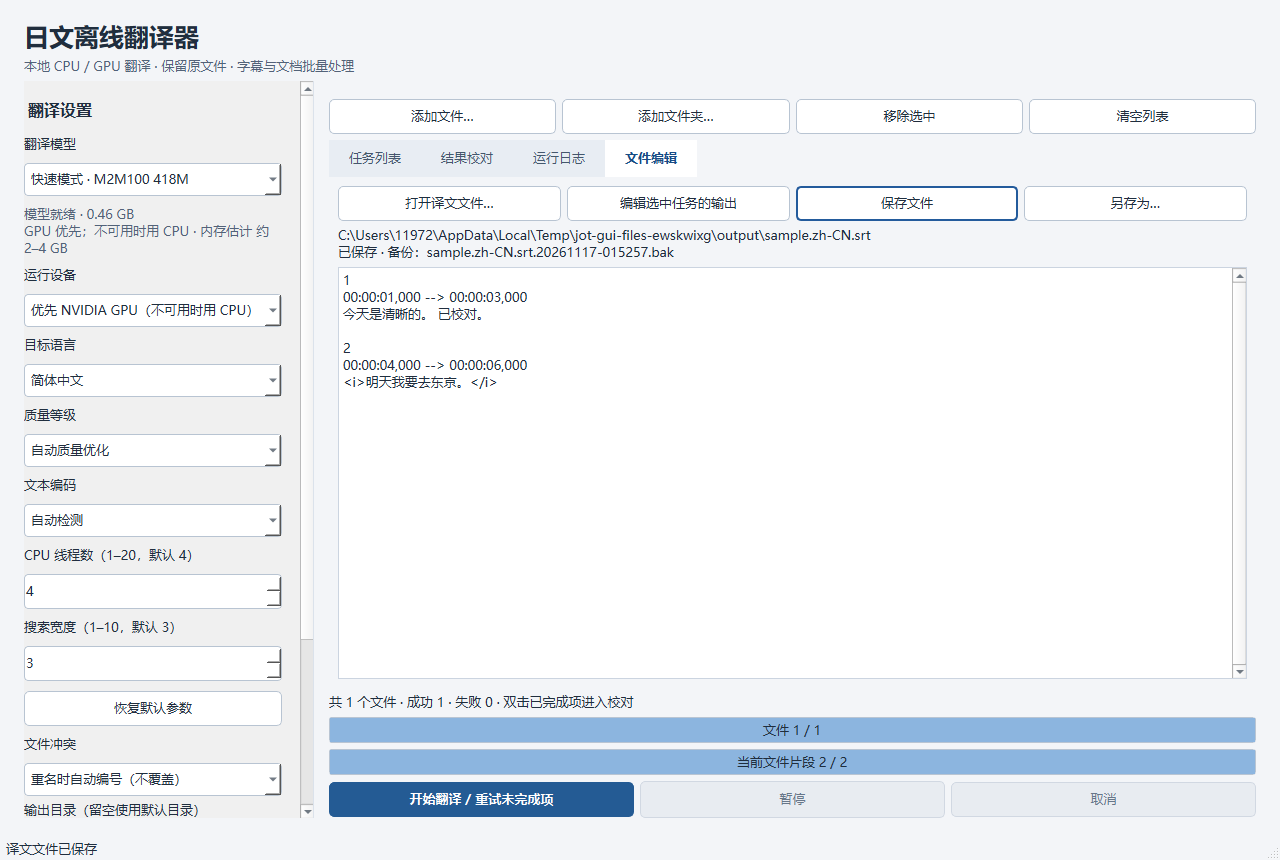 日文离线翻译器
本地 CPU / GPU 翻译 · 保留原文件 · 字幕与文档批量处理
翻译设置
翻译模型
快速模式 · M2M100 418M
模型就绪 · 0.46 GB
GPU 优先；不可用时用 CPU · 内存估计 约
2–4 GB
运行设备
优先 NVIDIA GPU（不可用时用 CPU）
目标语言
简体中文
质量等级
自动质量优化
文本编码
自动检测
CPU 线程数（1–20，默认 4）
4
搜索宽度（1–10，默认 3）
3
恢复默认参数
文件冲突
重名时自动编号（不覆盖）
输出目录（留空使用默认目录）
添加文件...
添加文件夹...
移除选中
清空列表
任务列表
结果校对
运行日志
文件编辑
打开译文文件...
编辑选中任务的输出
保存文件
另存为...
C:\Users\11972\AppData\Local\Temp\jot-gui-files-ewskwixg\output\sample.zh-CN.srt
已保存 · 备份：sample.zh-CN.srt.20261117-015257.bak
1
00:00:01,000 --> 00:00:03,000
今天是清晰的。 已校对。
2
00:00:04,000 --> 00:00:06,000
<i>明天我要去东京。</i>
共 1 个文件 · 成功 1 · 失败 0 · 双击已完成项进入校对
文件 1 / 1
当前文件片段 2 / 2
开始翻译 / 重试未完成项
暂停
取消
译文文件已保存